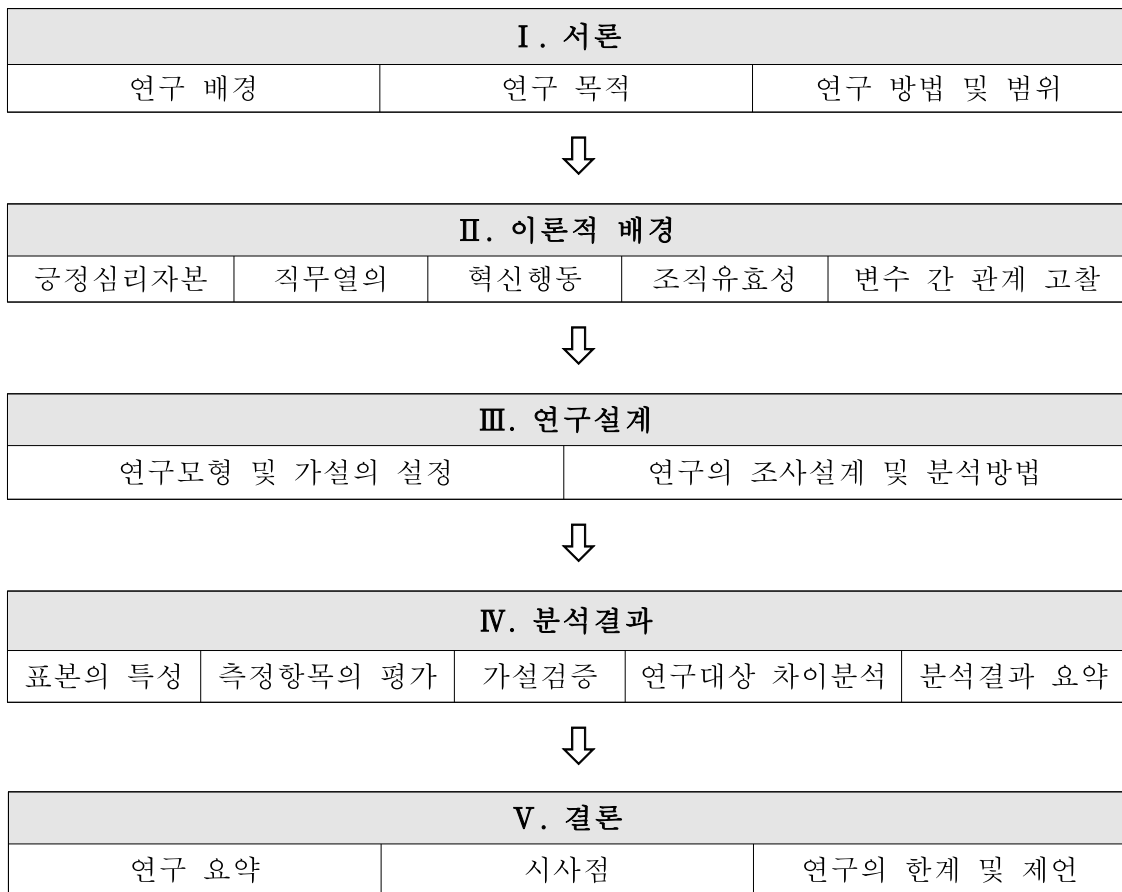 Ⅰ. 서론
연구 배경 연구 목적 연구 방법 및 범위
Ⅱ. 이론적 배경
긍정심리자본 직무열의 혁신행동 조직유효성 변수 간 관계 고찰
Ⅲ. 연구설계
연구모형 및 가설의 설정 연구의 조사설계 및 분석방법
Ⅳ. 분석결과
표본의 특성 측정항목의 평가 가설검증 연구대상 차이분석 분석결과 요약
Ⅴ. 결론
연구 요약 시사점 연구의 한계 및 제언